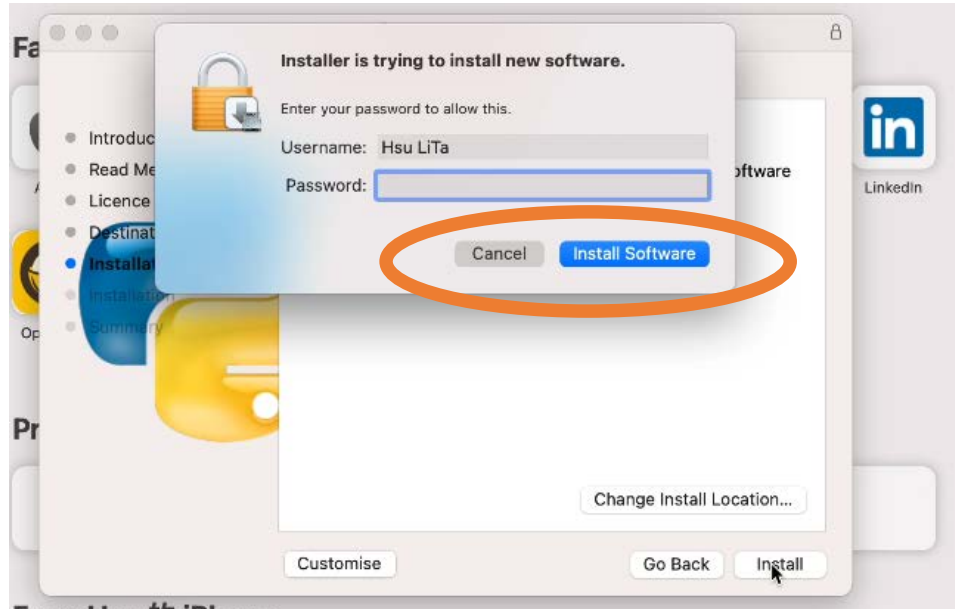 Fa
Installer is trying to install new software.
Enter your password to allow this.
Username: Hsu LiTa
Password:
Cancel
Install Software
Introduc
Read Me
Licence
Destinat
Installat
Installation
Summary
oftware
in
LinkedIn
Op
Pr
Change Install Location...
Customise
Go Back
Install